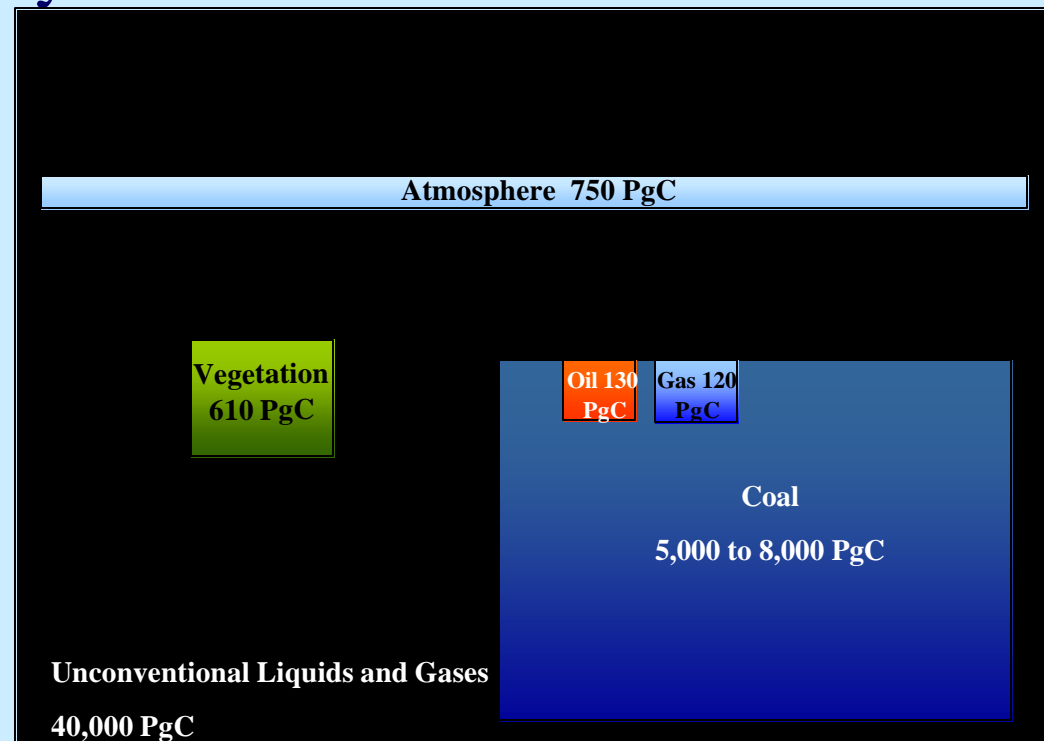 Atmosphere 750 PgC
Vegetation
610 PgC
Oil 130
PgC
Gas 120
PgC
Coal
5,000 to 8,000 PgC
Unconventional Liquids and Gases
40,000 PgC